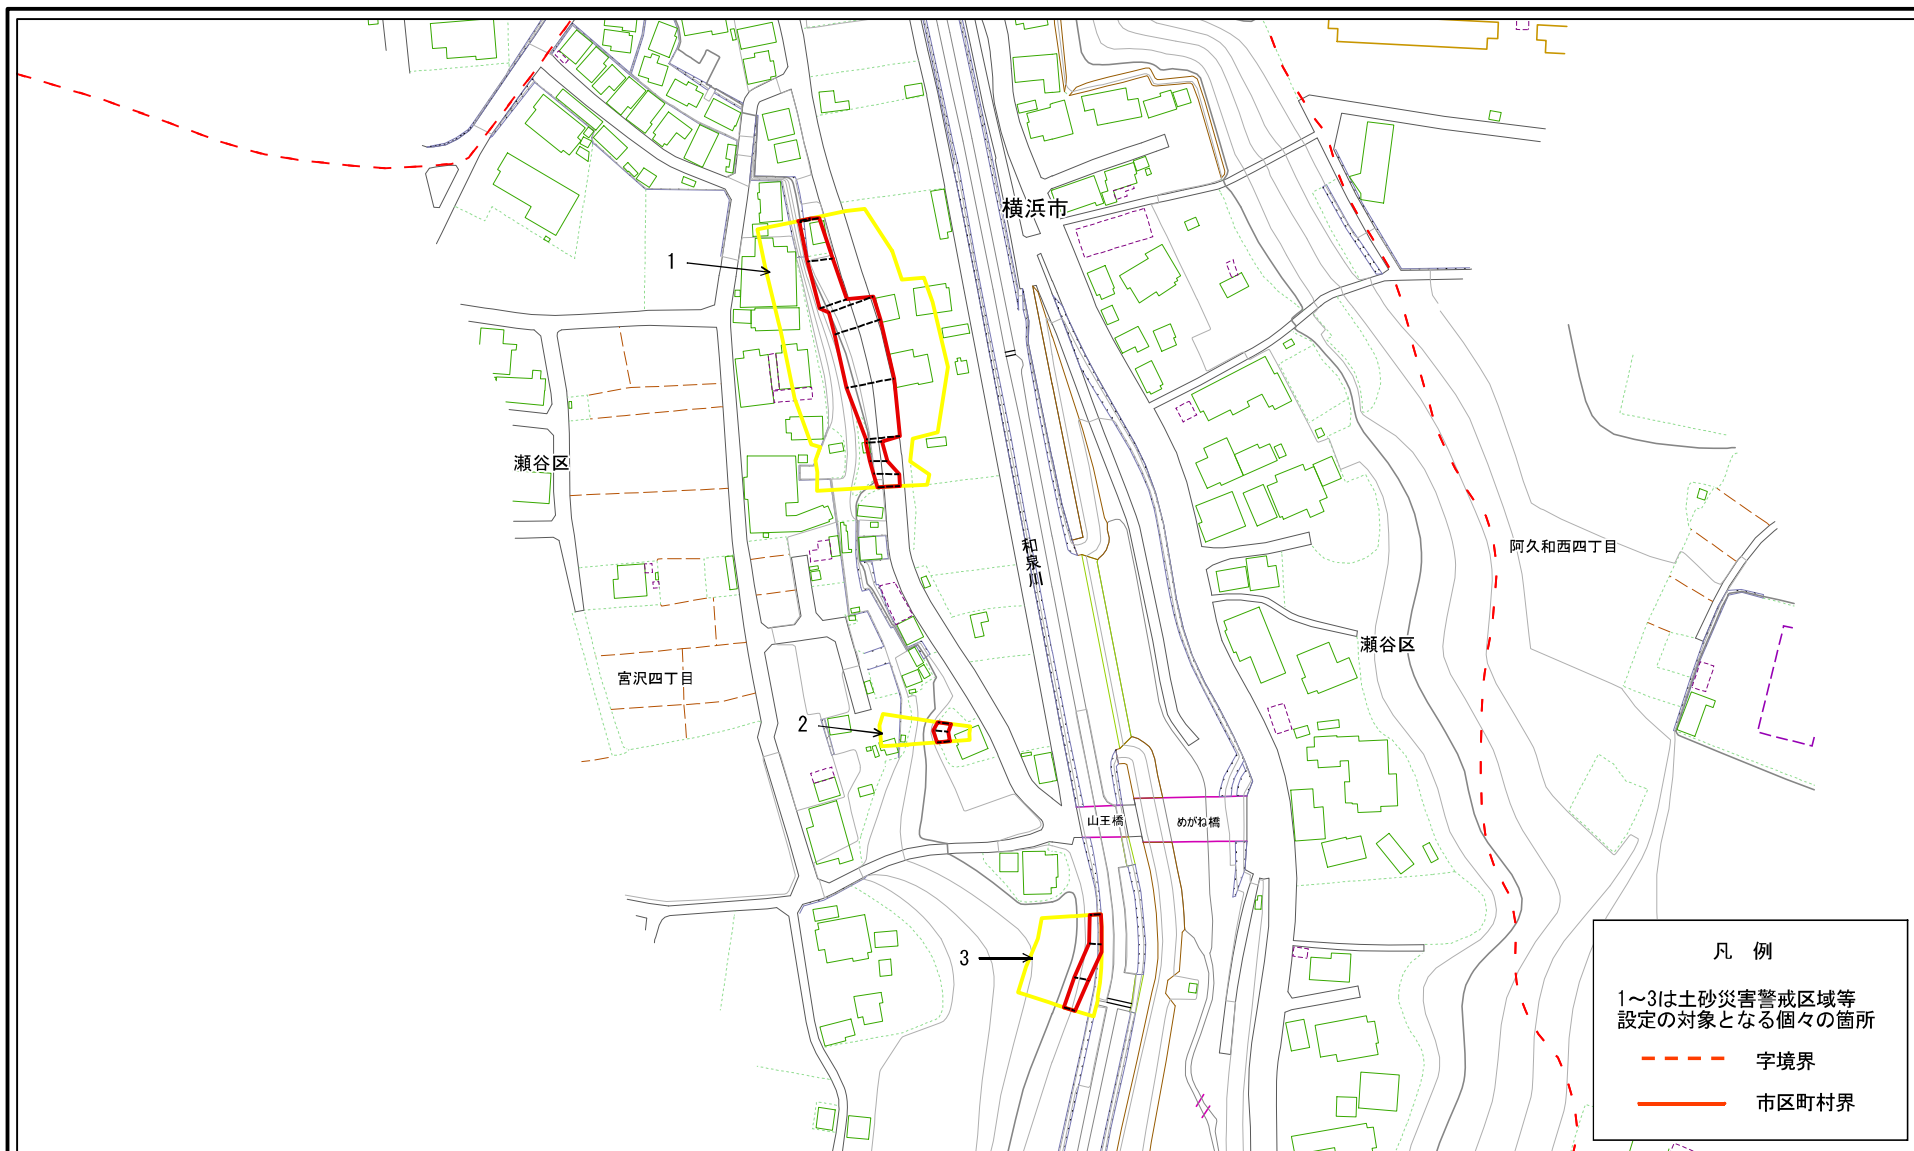 横浜市
1
瀬谷区
和泉川
阿久和西四丁目
瀬谷区
宮沢四丁目
2
山王橋
めがね橋
3
凡 例
1～3は土砂災害警戒区域等
設定の対象となる個々の箇所
字境界
市区町村界